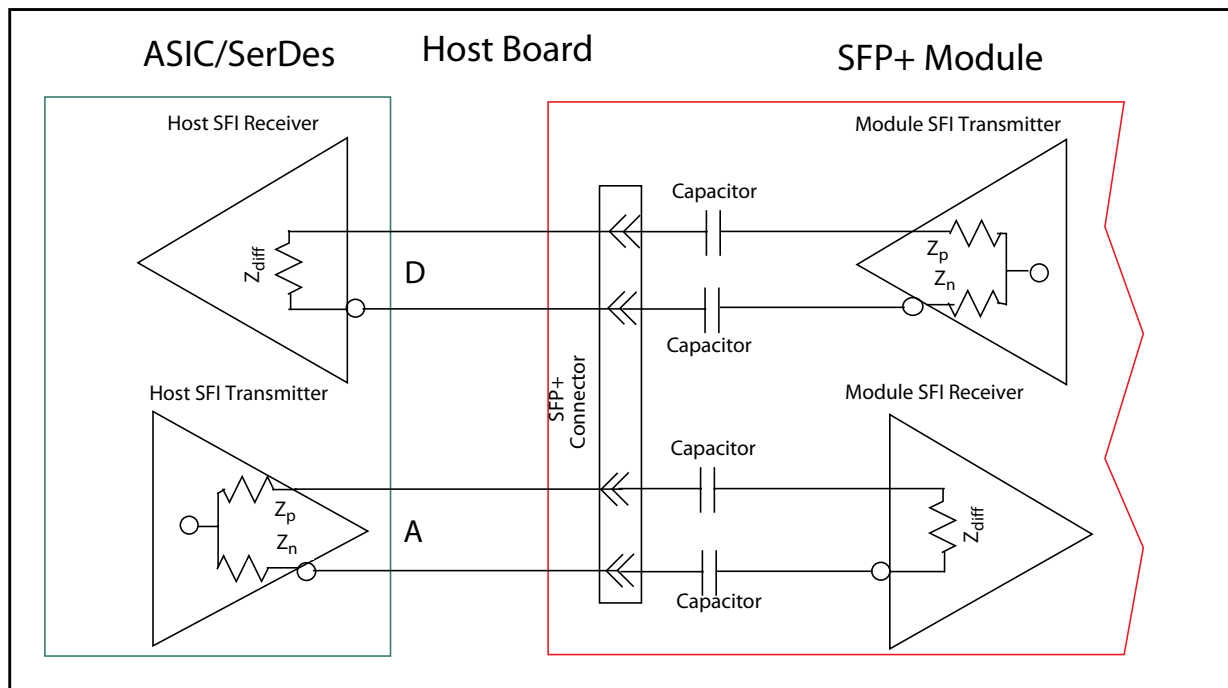 ASIC/SerDes
Host Board
SFP+ Module
Host SFI Receiver
Module SFI Transmitter
Capacitor
Zdiff
D
Zp
Zn
Capacitor
SFP+
Connector
Host SFI Transmitter
Module SFI Receiver
Capacitor
Zp
Zn
A
Zdiff
Capacitor